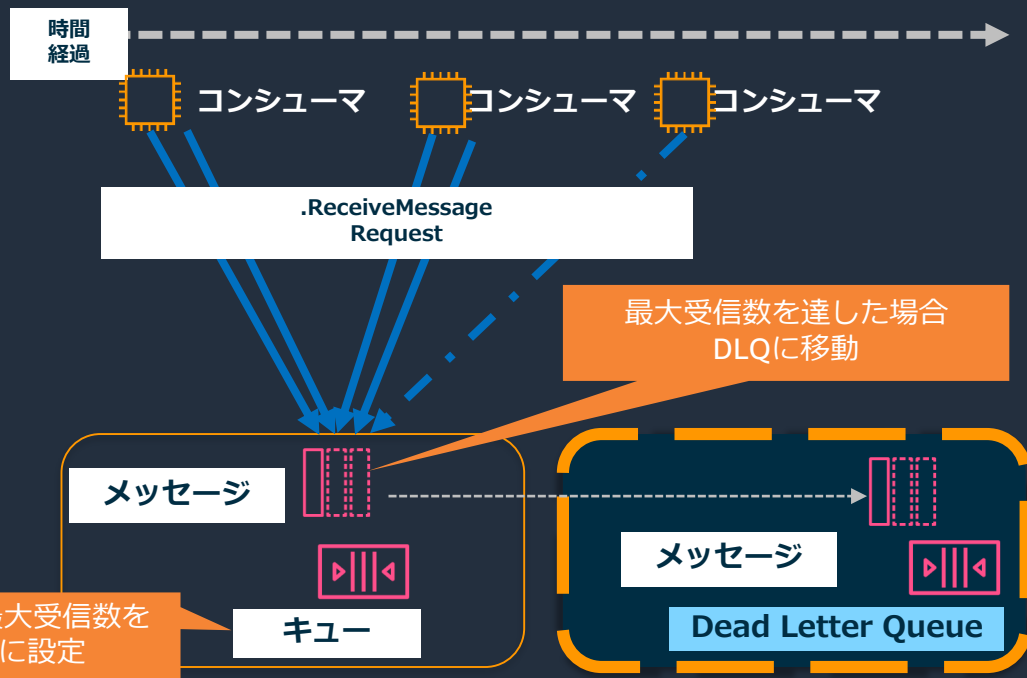 時間
経過
コンシューマ
コンシューマ
コンシューマ
.ReceiveMessage
Request
最大受信数を達した場合
DLQに移動
メッセージ
メッセージ
大受信数を
に設定
キュー
Dead Letter Queue